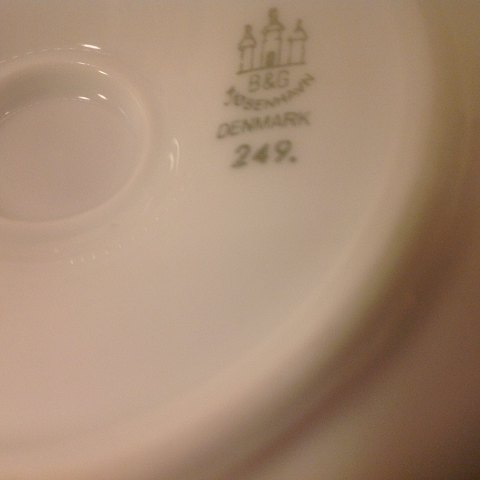 B&G
KØBENHAVN
DENMARK
249.